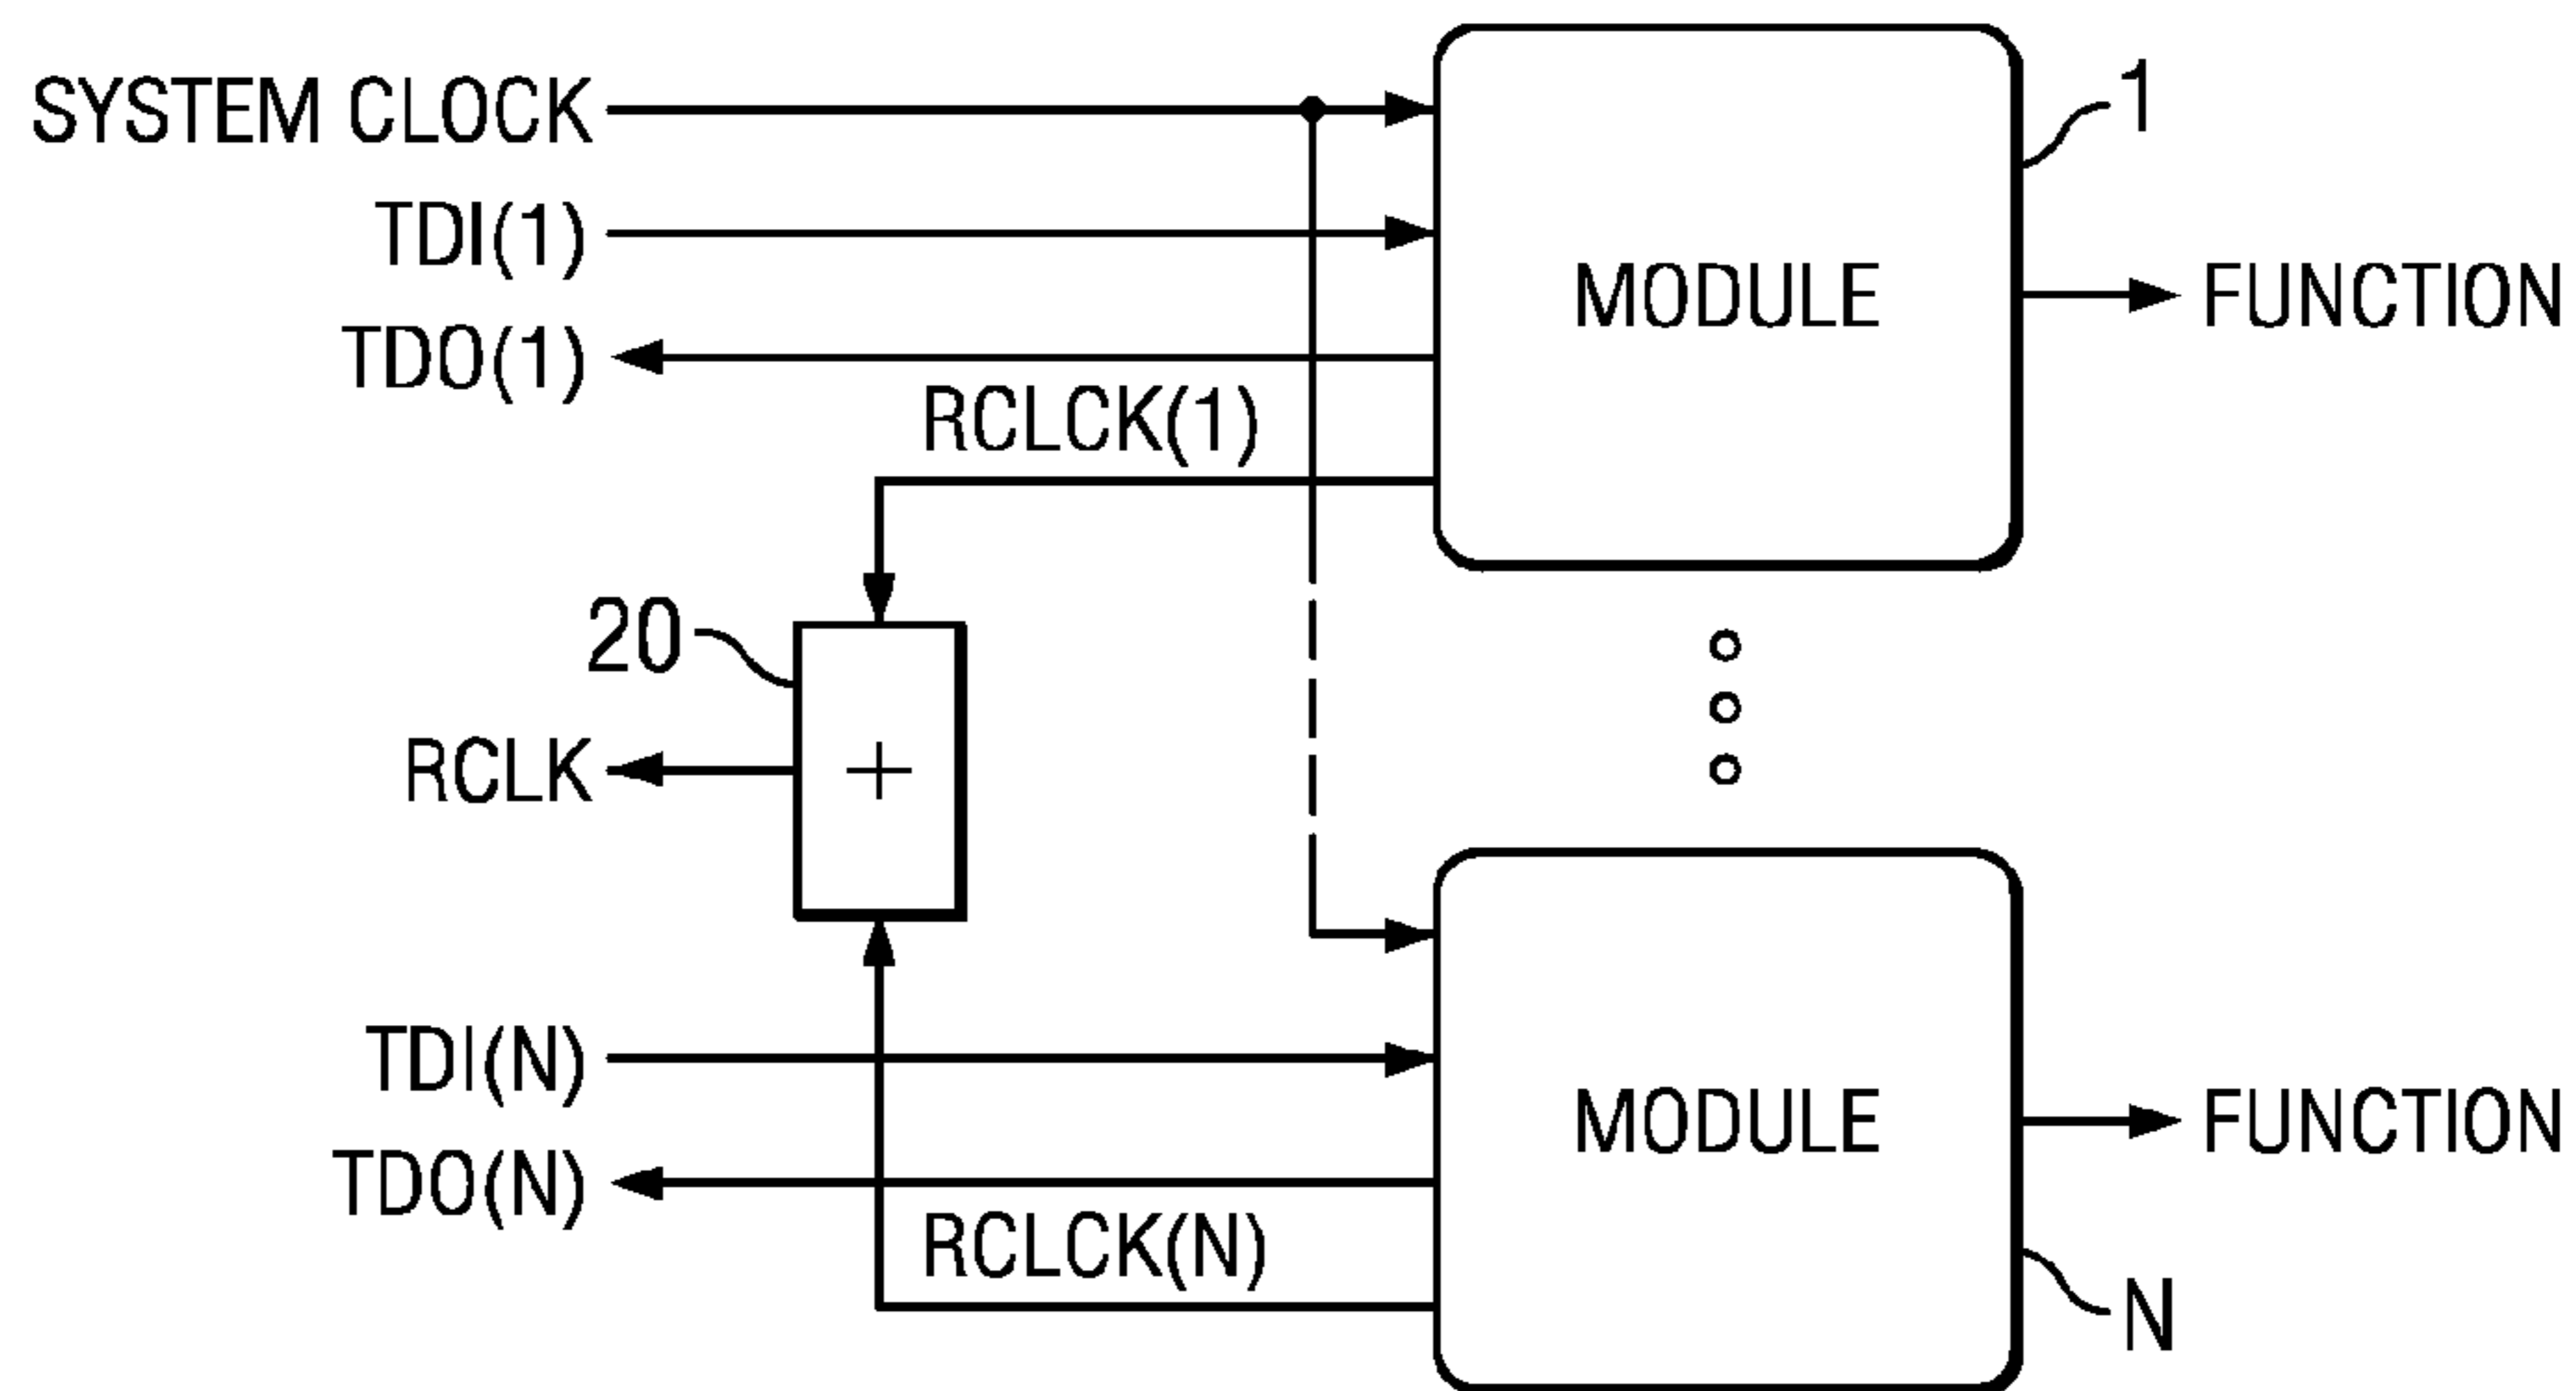 SYSTEM CLOCK
1
TDI(1)
MODULE
FUNCTION
TDO(1)
RCLCK(1)
20
+
RCLK
TDI(N)
MODULE
FUNCTION
TDO(N)
RCLCK(N)
N